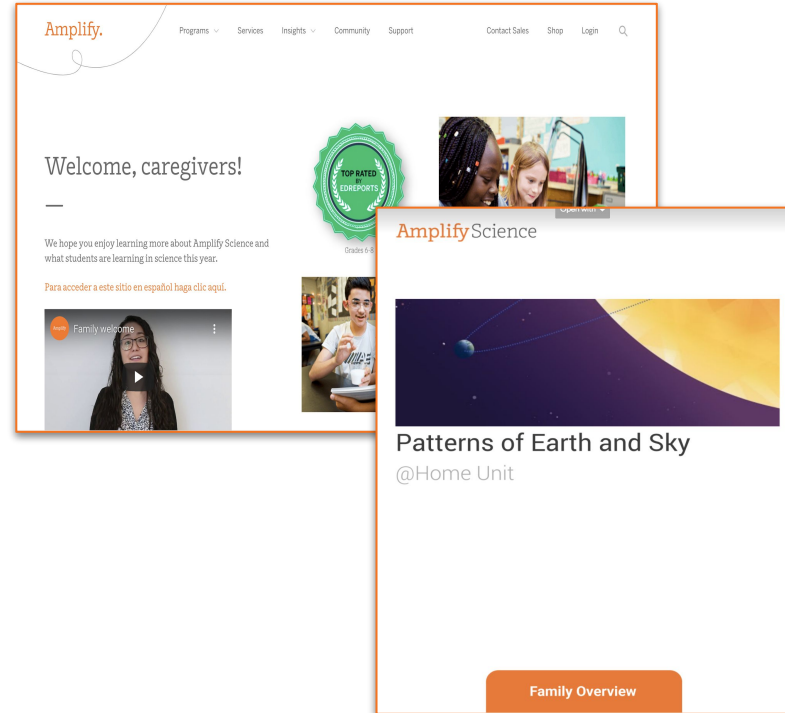 Amplify.
Programs Services Insights Community Support Contact Sales Shop Login
Welcome, caregivers!
We hope you enjoy learning more about Amplify Science and
what students are learning in science this year.
Para acceder a este sitio en español haga clic aquí.
Amplify Family welcome
TOP RATED
BY
EDREPORTS
Grades 6-8
Open with
AmplifyScience
Patterns of Earth and Sky
@Home Unit
Family Overview